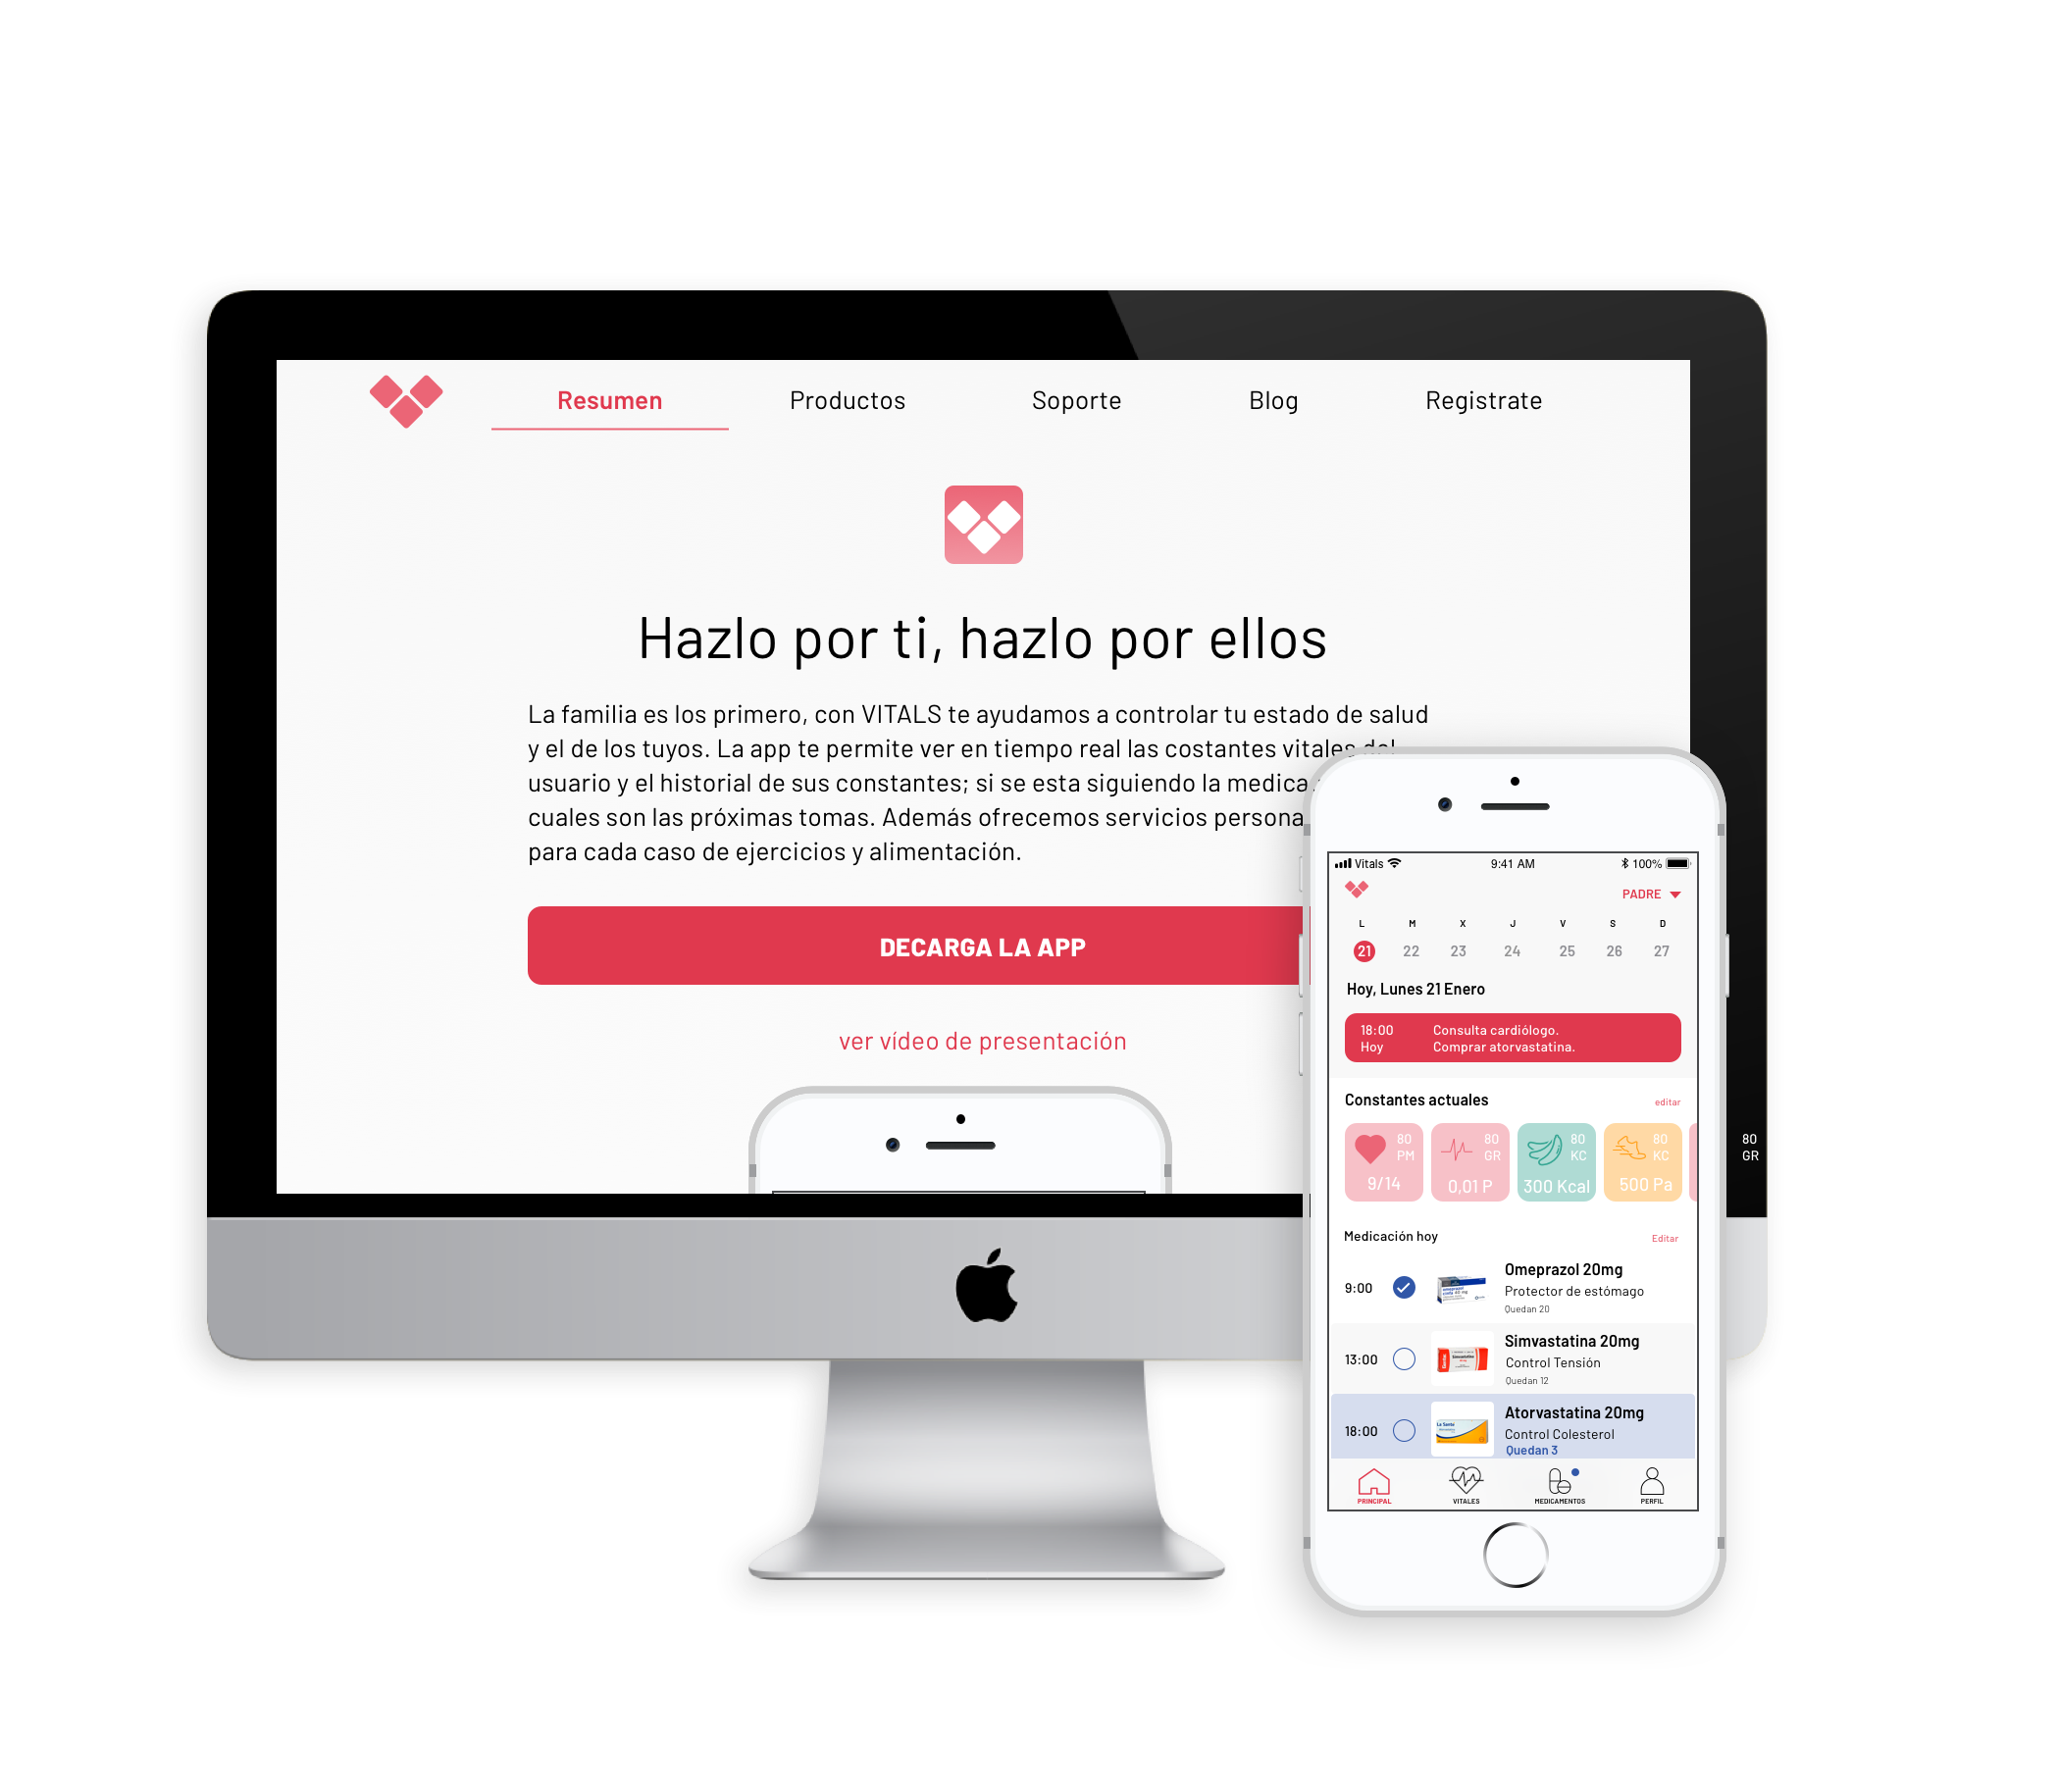 Resumen
Productos
Soporte
Blog
Registrate
Hazlo por ti, hazlo por ellos
La familia es los primero, con VITALS te ayudamos a controlar tu estado de salud
y el de los tuyos. La app te permite ver en tiempo real las costantes vitales del
usuario y el historial de sus constantes; si se esta siguiendo la medica
cuales son las próximas tomas. Además ofrecemos servicios persona
para cada caso de ejercicios y alimentación.
DECARGA LA APP
ver vídeo de presentación
Vitals
9:41 AM
100%
PADRE
L M X J V S D
21 22 23 24 25 26 27
Hoy, Lunes 21 Enero
18:00 Consulta cardiólogo.
Hoy Comprar atorvastatina.
Constantes actuales
editar
80
PM
9/14
80
GR
0,01 P
80
KC
300 Kcal
80
KC
500 Pa
80
GR
Medicación hoy
Editar
9:00
Omeprazol 20mg
Protector de estómago
Quedan 20
13:00
Simvastatina 20mg
Control Tensión
Quedan 12
18:00
La Santé
Atorvastatina 20mg
Control Colesterol
Quedan 3
PRINCIPAL
VITALES
MEDICAMENTOS
PERFIL